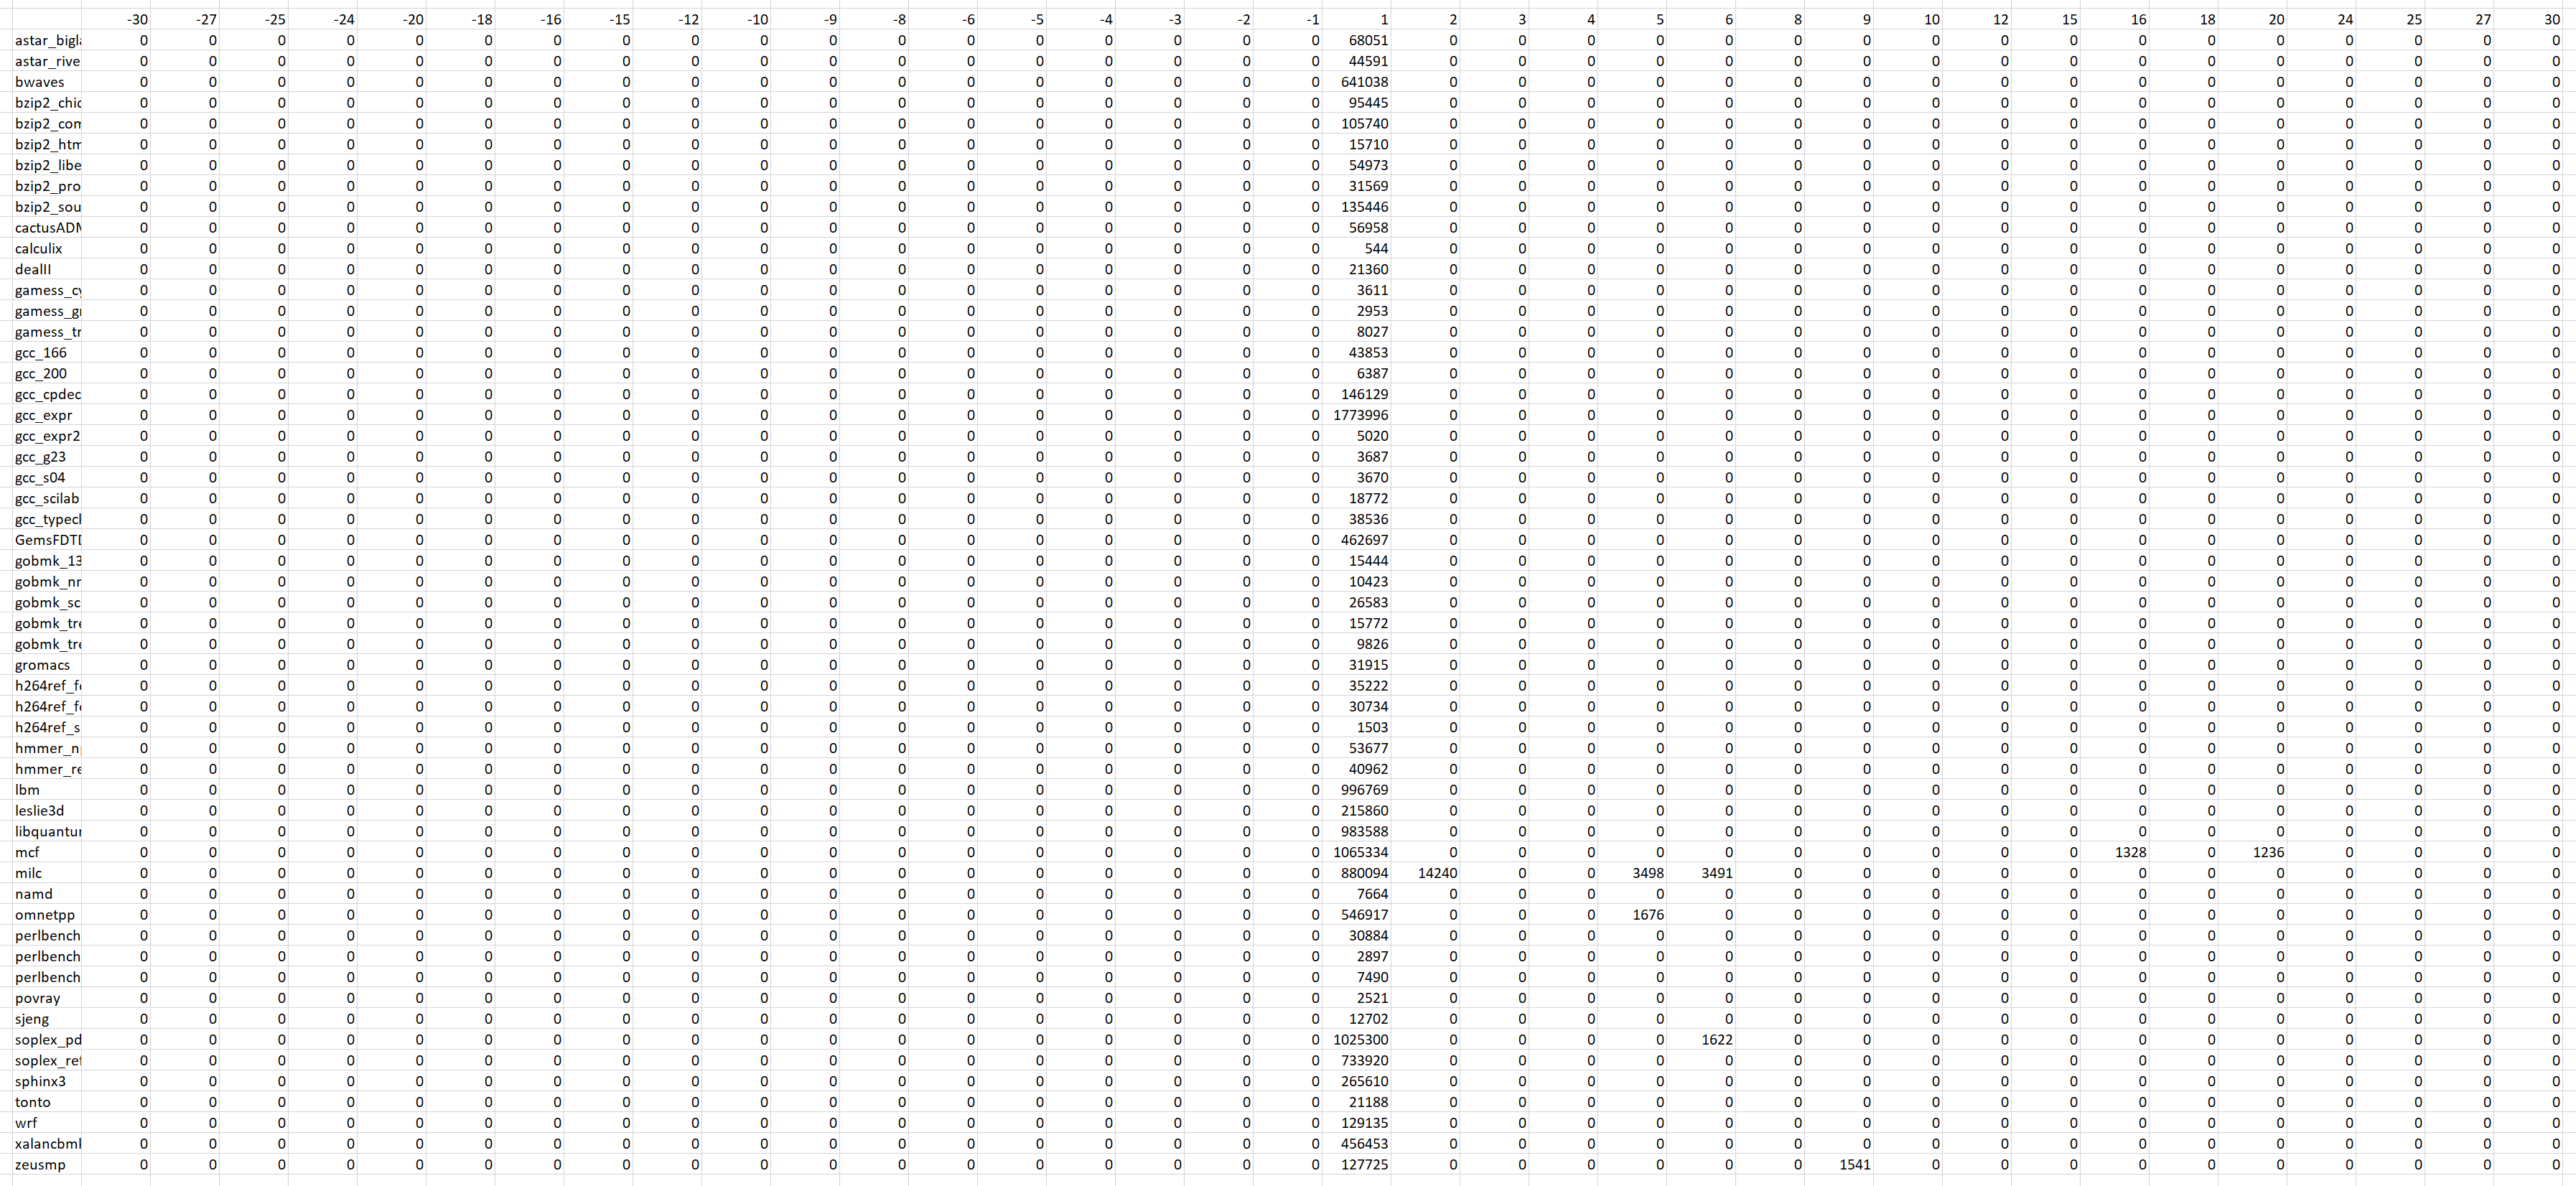 -30 -27 -25 -24 -20 -18 -16 -15 -12 -10 -9 -8 -6 -5 -4 -3 -2 -1 1 2 3 4 5 6 8 9 10 12 15 16 18 20 24 25 27 30
astar_bigl 0 0 0 0 0 0 0 0 0 0 0 0 0 0 0 0 0 0 68051 0 0 0 0 0 0 0 0 0 0 0 0 0 0 0 0 0
astar_rive 0 0 0 0 0 0 0 0 0 0 0 0 0 0 0 0 0 0 44591 0 0 0 0 0 0 0 0 0 0 0 0 0 0 0 0 0
bwaves 0 0 0 0 0 0 0 0 0 0 0 0 0 0 0 0 0 0 641038 0 0 0 0 0 0 0 0 0 0 0 0 0 0 0 0 0
bzip2_chic 0 0 0 0 0 0 0 0 0 0 0 0 0 0 0 0 0 0 95445 0 0 0 0 0 0 0 0 0 0 0 0 0 0 0 0 0
bzip2_com 0 0 0 0 0 0 0 0 0 0 0 0 0 0 0 0 0 0 105740 0 0 0 0 0 0 0 0 0 0 0 0 0 0 0 0 0
bzip2_htm 0 0 0 0 0 0 0 0 0 0 0 0 0 0 0 0 0 0 15710 0 0 0 0 0 0 0 0 0 0 0 0 0 0 0 0 0
bzip2_libe 0 0 0 0 0 0 0 0 0 0 0 0 0 0 0 0 0 0 54973 0 0 0 0 0 0 0 0 0 0 0 0 0 0 0 0 0
bzip2_pro 0 0 0 0 0 0 0 0 0 0 0 0 0 0 0 0 0 0 31569 0 0 0 0 0 0 0 0 0 0 0 0 0 0 0 0 0
bzip2_sou 0 0 0 0 0 0 0 0 0 0 0 0 0 0 0 0 0 0 135446 0 0 0 0 0 0 0 0 0 0 0 0 0 0 0 0 0
cactusADM 0 0 0 0 0 0 0 0 0 0 0 0 0 0 0 0 0 0 56958 0 0 0 0 0 0 0 0 0 0 0 0 0 0 0 0 0
calculix 0 0 0 0 0 0 0 0 0 0 0 0 0 0 0 0 0 0 544 0 0 0 0 0 0 0 0 0 0 0 0 0 0 0 0 0
dealII 0 0 0 0 0 0 0 0 0 0 0 0 0 0 0 0 0 0 21360 0 0 0 0 0 0 0 0 0 0 0 0 0 0 0 0 0
gamess_cy 0 0 0 0 0 0 0 0 0 0 0 0 0 0 0 0 0 0 3611 0 0 0 0 0 0 0 0 0 0 0 0 0 0 0 0 0
gamess_gr 0 0 0 0 0 0 0 0 0 0 0 0 0 0 0 0 0 0 2953 0 0 0 0 0 0 0 0 0 0 0 0 0 0 0 0 0
gamess_tr 0 0 0 0 0 0 0 0 0 0 0 0 0 0 0 0 0 0 8027 0 0 0 0 0 0 0 0 0 0 0 0 0 0 0 0 0
gcc_166 0 0 0 0 0 0 0 0 0 0 0 0 0 0 0 0 0 0 43853 0 0 0 0 0 0 0 0 0 0 0 0 0 0 0 0 0
gcc_200 0 0 0 0 0 0 0 0 0 0 0 0 0 0 0 0 0 0 6387 0 0 0 0 0 0 0 0 0 0 0 0 0 0 0 0 0
gcc_cpdec 0 0 0 0 0 0 0 0 0 0 0 0 0 0 0 0 0 0 146129 0 0 0 0 0 0 0 0 0 0 0 0 0 0 0 0 0
gcc_expr 0 0 0 0 0 0 0 0 0 0 0 0 0 0 0 0 0 0 1773996 0 0 0 0 0 0 0 0 0 0 0 0 0 0 0 0 0
gcc_expr2 0 0 0 0 0 0 0 0 0 0 0 0 0 0 0 0 0 0 5020 0 0 0 0 0 0 0 0 0 0 0 0 0 0 0 0 0
gcc_g23 0 0 0 0 0 0 0 0 0 0 0 0 0 0 0 0 0 0 3687 0 0 0 0 0 0 0 0 0 0 0 0 0 0 0 0 0
gcc_s04 0 0 0 0 0 0 0 0 0 0 0 0 0 0 0 0 0 0 3670 0 0 0 0 0 0 0 0 0 0 0 0 0 0 0 0 0
gcc_scilab 0 0 0 0 0 0 0 0 0 0 0 0 0 0 0 0 0 0 18772 0 0 0 0 0 0 0 0 0 0 0 0 0 0 0 0 0
gcc_typecl 0 0 0 0 0 0 0 0 0 0 0 0 0 0 0 0 0 0 38536 0 0 0 0 0 0 0 0 0 0 0 0 0 0 0 0 0
GemsFDTD 0 0 0 0 0 0 0 0 0 0 0 0 0 0 0 0 0 0 462697 0 0 0 0 0 0 0 0 0 0 0 0 0 0 0 0 0
gobmk_13 0 0 0 0 0 0 0 0 0 0 0 0 0 0 0 0 0 0 15444 0 0 0 0 0 0 0 0 0 0 0 0 0 0 0 0 0
gobmk_nn 0 0 0 0 0 0 0 0 0 0 0 0 0 0 0 0 0 0 10423 0 0 0 0 0 0 0 0 0 0 0 0 0 0 0 0 0
gobmk_sc 0 0 0 0 0 0 0 0 0 0 0 0 0 0 0 0 0 0 26583 0 0 0 0 0 0 0 0 0 0 0 0 0 0 0 0 0
gobmk_tre 0 0 0 0 0 0 0 0 0 0 0 0 0 0 0 0 0 0 15772 0 0 0 0 0 0 0 0 0 0 0 0 0 0 0 0 0
gobmk_tre 0 0 0 0 0 0 0 0 0 0 0 0 0 0 0 0 0 0 9826 0 0 0 0 0 0 0 0 0 0 0 0 0 0 0 0 0
gromacs 0 0 0 0 0 0 0 0 0 0 0 0 0 0 0 0 0 0 31915 0 0 0 0 0 0 0 0 0 0 0 0 0 0 0 0 0
h264ref_fo 0 0 0 0 0 0 0 0 0 0 0 0 0 0 0 0 0 0 35222 0 0 0 0 0 0 0 0 0 0 0 0 0 0 0 0 0
h264ref_fo 0 0 0 0 0 0 0 0 0 0 0 0 0 0 0 0 0 0 30734 0 0 0 0 0 0 0 0 0 0 0 0 0 0 0 0 0
h264ref_s 0 0 0 0 0 0 0 0 0 0 0 0 0 0 0 0 0 0 1503 0 0 0 0 0 0 0 0 0 0 0 0 0 0 0 0 0
hmmer_n 0 0 0 0 0 0 0 0 0 0 0 0 0 0 0 0 0 0 53677 0 0 0 0 0 0 0 0 0 0 0 0 0 0 0 0 0
hmmer_re 0 0 0 0 0 0 0 0 0 0 0 0 0 0 0 0 0 0 40962 0 0 0 0 0 0 0 0 0 0 0 0 0 0 0 0 0
lbm 0 0 0 0 0 0 0 0 0 0 0 0 0 0 0 0 0 0 996769 0 0 0 0 0 0 0 0 0 0 0 0 0 0 0 0 0
leslie3d 0 0 0 0 0 0 0 0 0 0 0 0 0 0 0 0 0 0 215860 0 0 0 0 0 0 0 0 0 0 0 0 0 0 0 0 0
libquantur 0 0 0 0 0 0 0 0 0 0 0 0 0 0 0 0 0 0 983588 0 0 0 0 0 0 0 0 0 0 0 0 0 0 0 0 0
mcf 0 0 0 0 0 0 0 0 0 0 0 0 0 0 0 0 0 0 1065334 0 0 0 0 0 0 0 0 0 0 1328 0 1236 0 0 0 0
milc 0 0 0 0 0 0 0 0 0 0 0 0 0 0 0 0 0 0 880094 14240 0 0 3498 3491 0 0 0 0 0 0 0 0 0 0 0 0
namd 0 0 0 0 0 0 0 0 0 0 0 0 0 0 0 0 0 0 7664 0 0 0 0 0 0 0 0 0 0 0 0 0 0 0 0 0
omnetpp 0 0 0 0 0 0 0 0 0 0 0 0 0 0 0 0 0 0 546917 0 0 0 1676 0 0 0 0 0 0 0 0 0 0 0 0 0
perlbench 0 0 0 0 0 0 0 0 0 0 0 0 0 0 0 0 0 0 30884 0 0 0 0 0 0 0 0 0 0 0 0 0 0 0 0 0
perlbench 0 0 0 0 0 0 0 0 0 0 0 0 0 0 0 0 0 0 2897 0 0 0 0 0 0 0 0 0 0 0 0 0 0 0 0 0
perlbench 0 0 0 0 0 0 0 0 0 0 0 0 0 0 0 0 0 0 7490 0 0 0 0 0 0 0 0 0 0 0 0 0 0 0 0 0
povray 0 0 0 0 0 0 0 0 0 0 0 0 0 0 0 0 0 0 2521 0 0 0 0 0 0 0 0 0 0 0 0 0 0 0 0 0
sjeng 0 0 0 0 0 0 0 0 0 0 0 0 0 0 0 0 0 0 12702 0 0 0 0 0 0 0 0 0 0 0 0 0 0 0 0 0
soplex_pd 0 0 0 0 0 0 0 0 0 0 0 0 0 0 0 0 0 0 1025300 0 0 0 0 1622 0 0 0 0 0 0 0 0 0 0 0 0
soplex_ref 0 0 0 0 0 0 0 0 0 0 0 0 0 0 0 0 0 0 733920 0 0 0 0 0 0 0 0 0 0 0 0 0 0 0 0 0
sphinx3 0 0 0 0 0 0 0 0 0 0 0 0 0 0 0 0 0 0 265610 0 0 0 0 0 0 0 0 0 0 0 0 0 0 0 0 0
tonto 0 0 0 0 0 0 0 0 0 0 0 0 0 0 0 0 0 0 21188 0 0 0 0 0 0 0 0 0 0 0 0 0 0 0 0 0
wrf 0 0 0 0 0 0 0 0 0 0 0 0 0 0 0 0 0 0 129135 0 0 0 0 0 0 0 0 0 0 0 0 0 0 0 0 0
xalancbml 0 0 0 0 0 0 0 0 0 0 0 0 0 0 0 0 0 0 456453 0 0 0 0 0 0 0 0 0 0 0 0 0 0 0 0 0
zeusmp 0 0 0 0 0 0 0 0 0 0 0 0 0 0 0 0 0 0 127725 0 0 0 0 0 0 1541 0 0 0 0 0 0 0 0 0 0